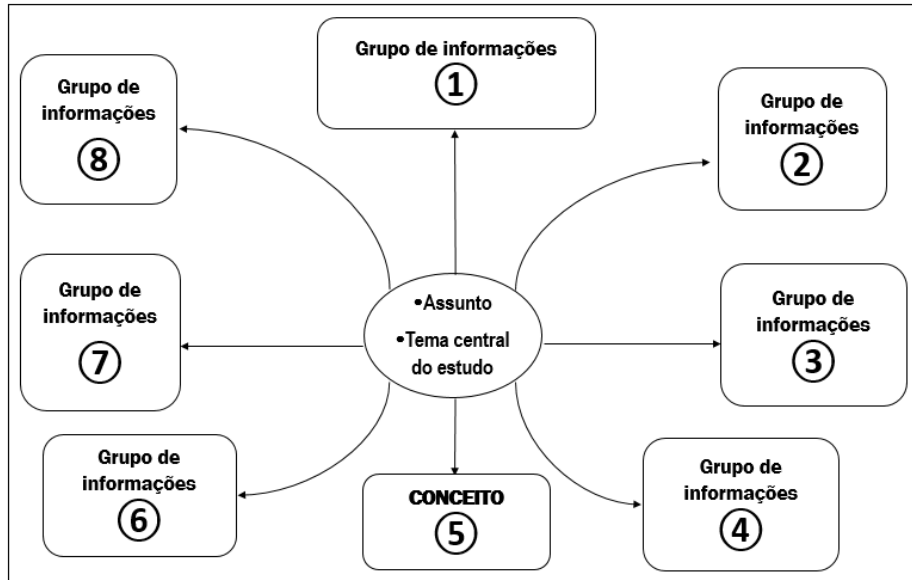 Grupo de informações
1
Grupo de
informações
2
Grupo de
informações
3
Grupo de
informações
4
CONCEITO
5
Grupo de
informações
6
Grupo de
informações
7
Grupo de
informações
8
•Assunto
•Tema central
do estudo